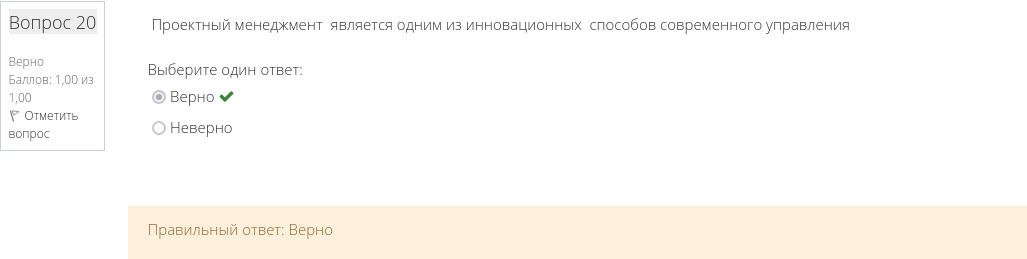 Вопрос 20
Верно
Баллов: 1,00 из
1,00
Отметить
вопрос
Проектный менеджмент является одним из инновационных способов современного управления
Выберите один ответ:
Верно
Неверно
Правильный ответ: Верно